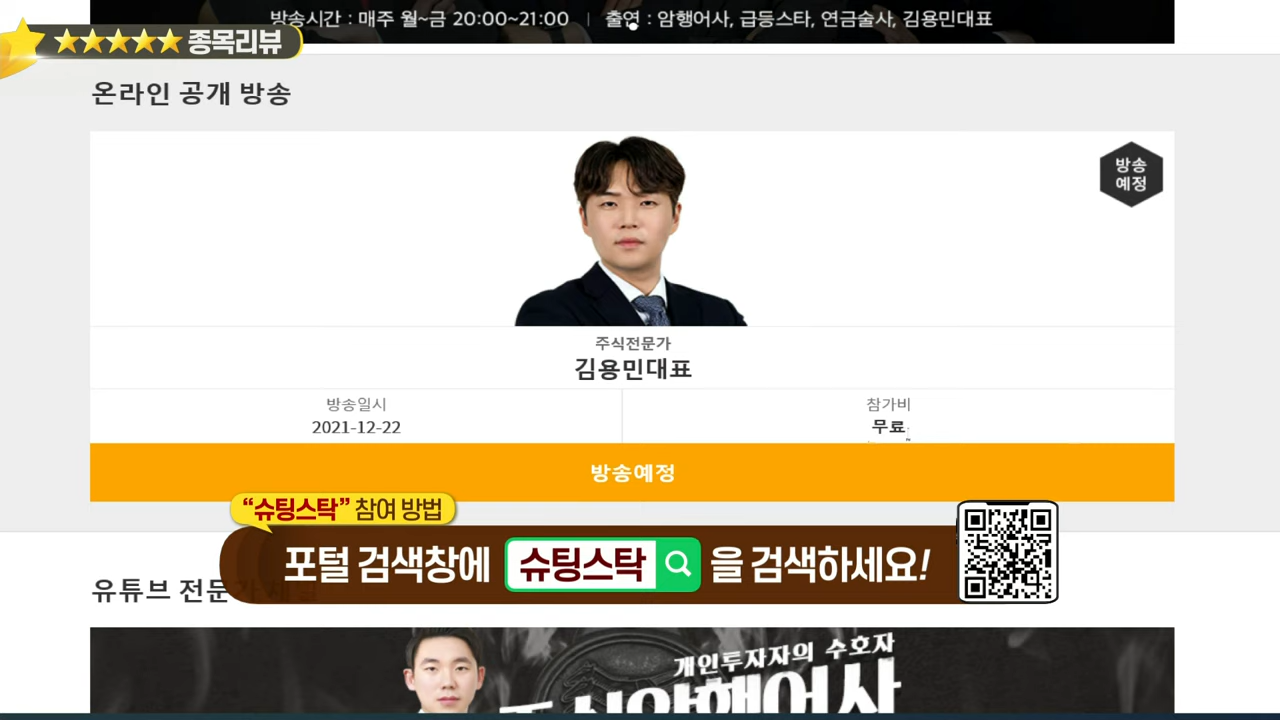 방송시간 : 매주 월~금 20:00~21:00 | 출연 : 암행어사, 급등스타, 연금술사, 김용민대표
종목리뷰
온라인 공개 방송
방송
예정
주식전문가
김용민대표
방송일시
2021-12-22
참가비
무료
방송예정
“슈팅스탁” 참여 방법
포털 검색창에 슈팅스탁 을 검색하세요!
유튜브 전문가
개인투자자의 수호자